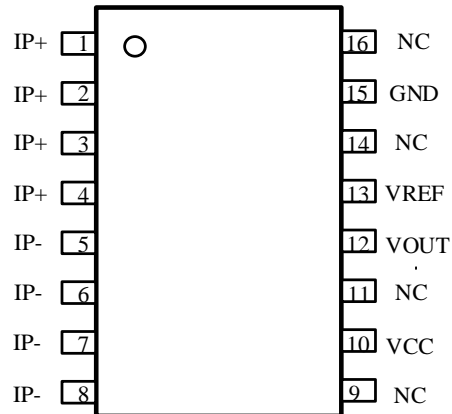 IP+ 1 16 NC
IP+ 2 15 GND
IP+ 3 14 NC
IP+ 4 13 VREF
IP- 5 12 VOUT
IP- 6 11 NC
IP- 7 10 VCC
IP- 8 9 NC